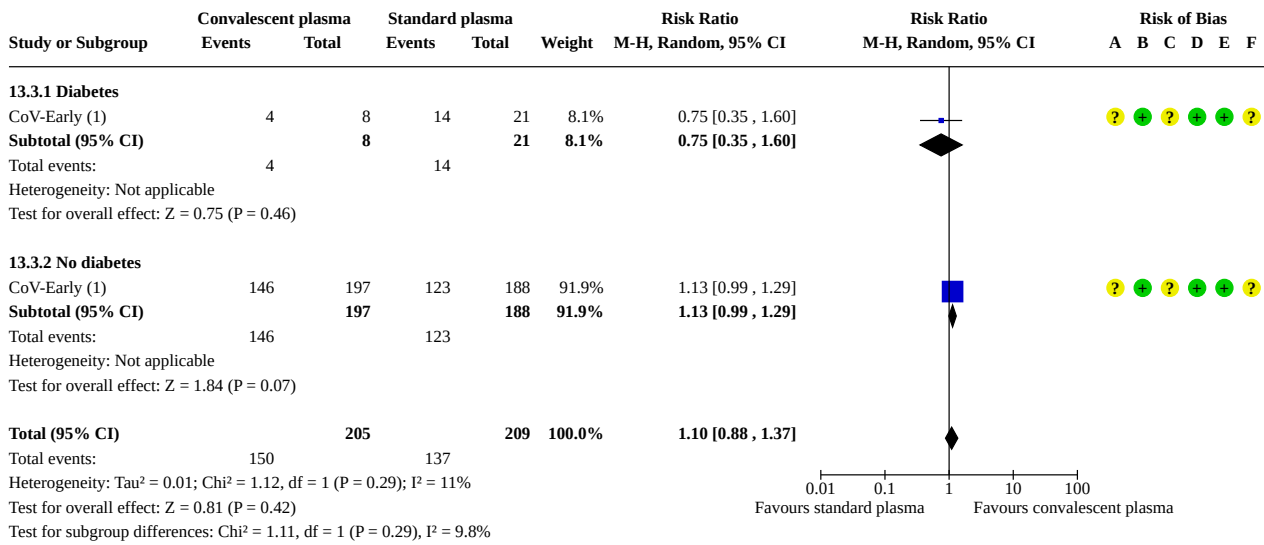 Convalescent plasma Standard plasma Risk Ratio Risk Ratio Risk of Bias
Study or Subgroup Events Total Events Total Weight M-H, Random, 95% CI M-H, Random, 95% CI A B C D E F
13.3.1 Diabetes
CoV-Early (1) 4 8 14 21 8.1% 0.75 [0.35 , 1.60] ? + ? + + ?
Subtotal (95% CI) 8 21 8.1% 0.75 [0.35 , 1.60]
Total events: 4 14
Heterogeneity: Not applicable
Test for overall effect: Z = 0.75 (P = 0.46)
13.3.2 No diabetes
CoV-Early (1) 146 197 123 188 91.9% 1.13 [0.99 , 1.29] ? + ? + + ?
Subtotal (95% CI) 197 188 91.9% 1.13 [0.99 , 1.29]
Total events: 146 123
Heterogeneity: Not applicable
Test for overall effect: Z = 1.84 (P = 0.07)
Total (95% CI) 205 209 100.0% 1.10 [0.88 , 1.37]
Total events: 150 137
Heterogeneity: Tau² = 0.01; Chi² = 1.12, df = 1 (P = 0.29); I² = 11%
0.01 0.1 1 10 100
Test for overall effect: Z = 0.81 (P = 0.42)
Favours standard plasma Favours convalescent plasma
Test for subgroup differences: Chi² = 1.11, df = 1 (P = 0.29), I² = 9.8%